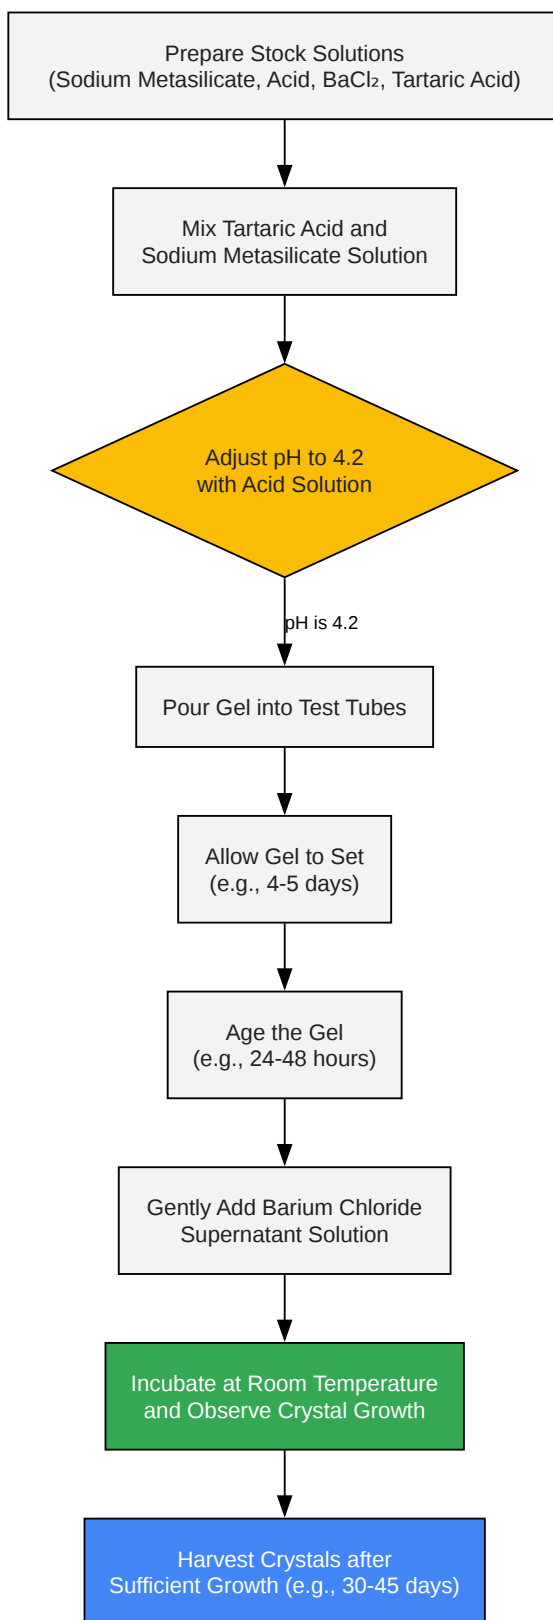 Prepare Stock Solutions
(Sodium Metasilicate, Acid, BaCl₂, Tartaric Acid)
Mix Tartaric Acid and
Sodium Metasilicate Solution
Adjust pH to 4.2
with Acid Solution
pH is 4.2
Pour Gel into Test Tubes
Allow Gel to Set
(e.g., 4-5 days)
Age the Gel
(e.g., 24-48 hours)
Gently Add Barium Chloride
Supernatant Solution
Incubate at Room Temperature
and Observe Crystal Growth
Harvest Crystals after
Sufficient Growth (e.g., 30-45 days)